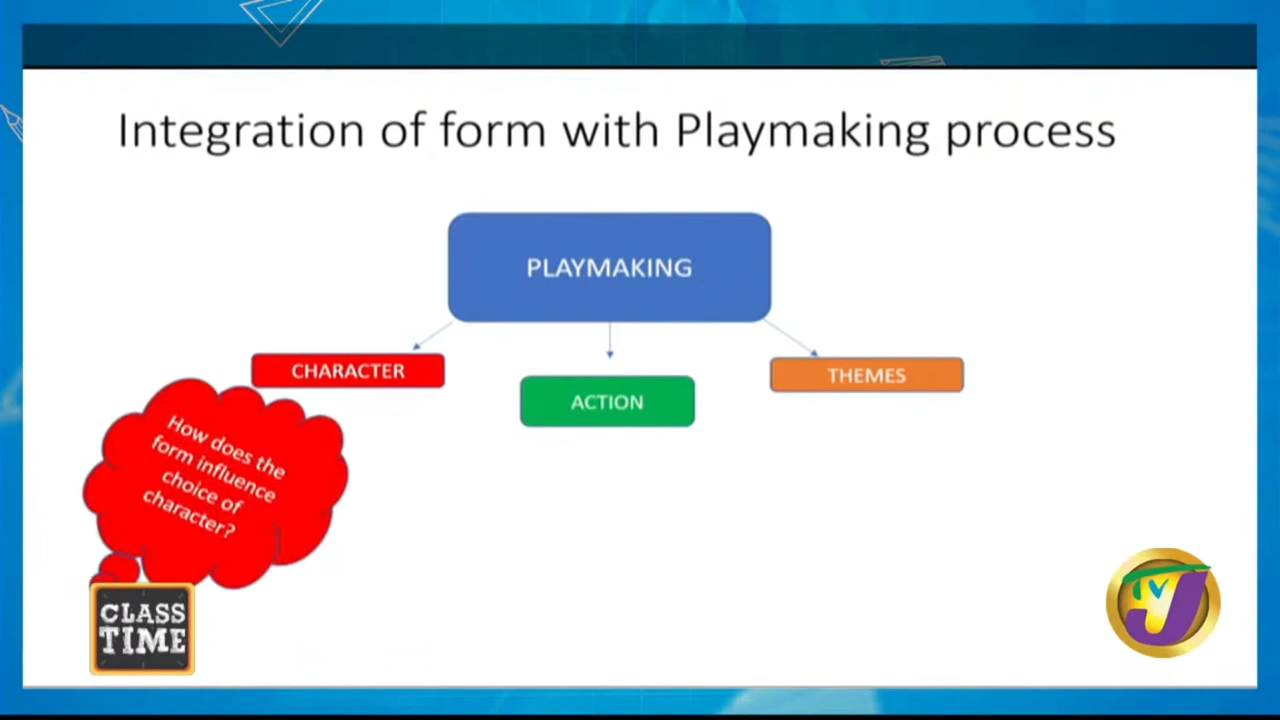 Integration of form with Playmaking process
PLAYMAKING
CHARACTER
ACTION
THEMES
How does the
form influence
choice of
character?
CLASS
TIME
TVJ